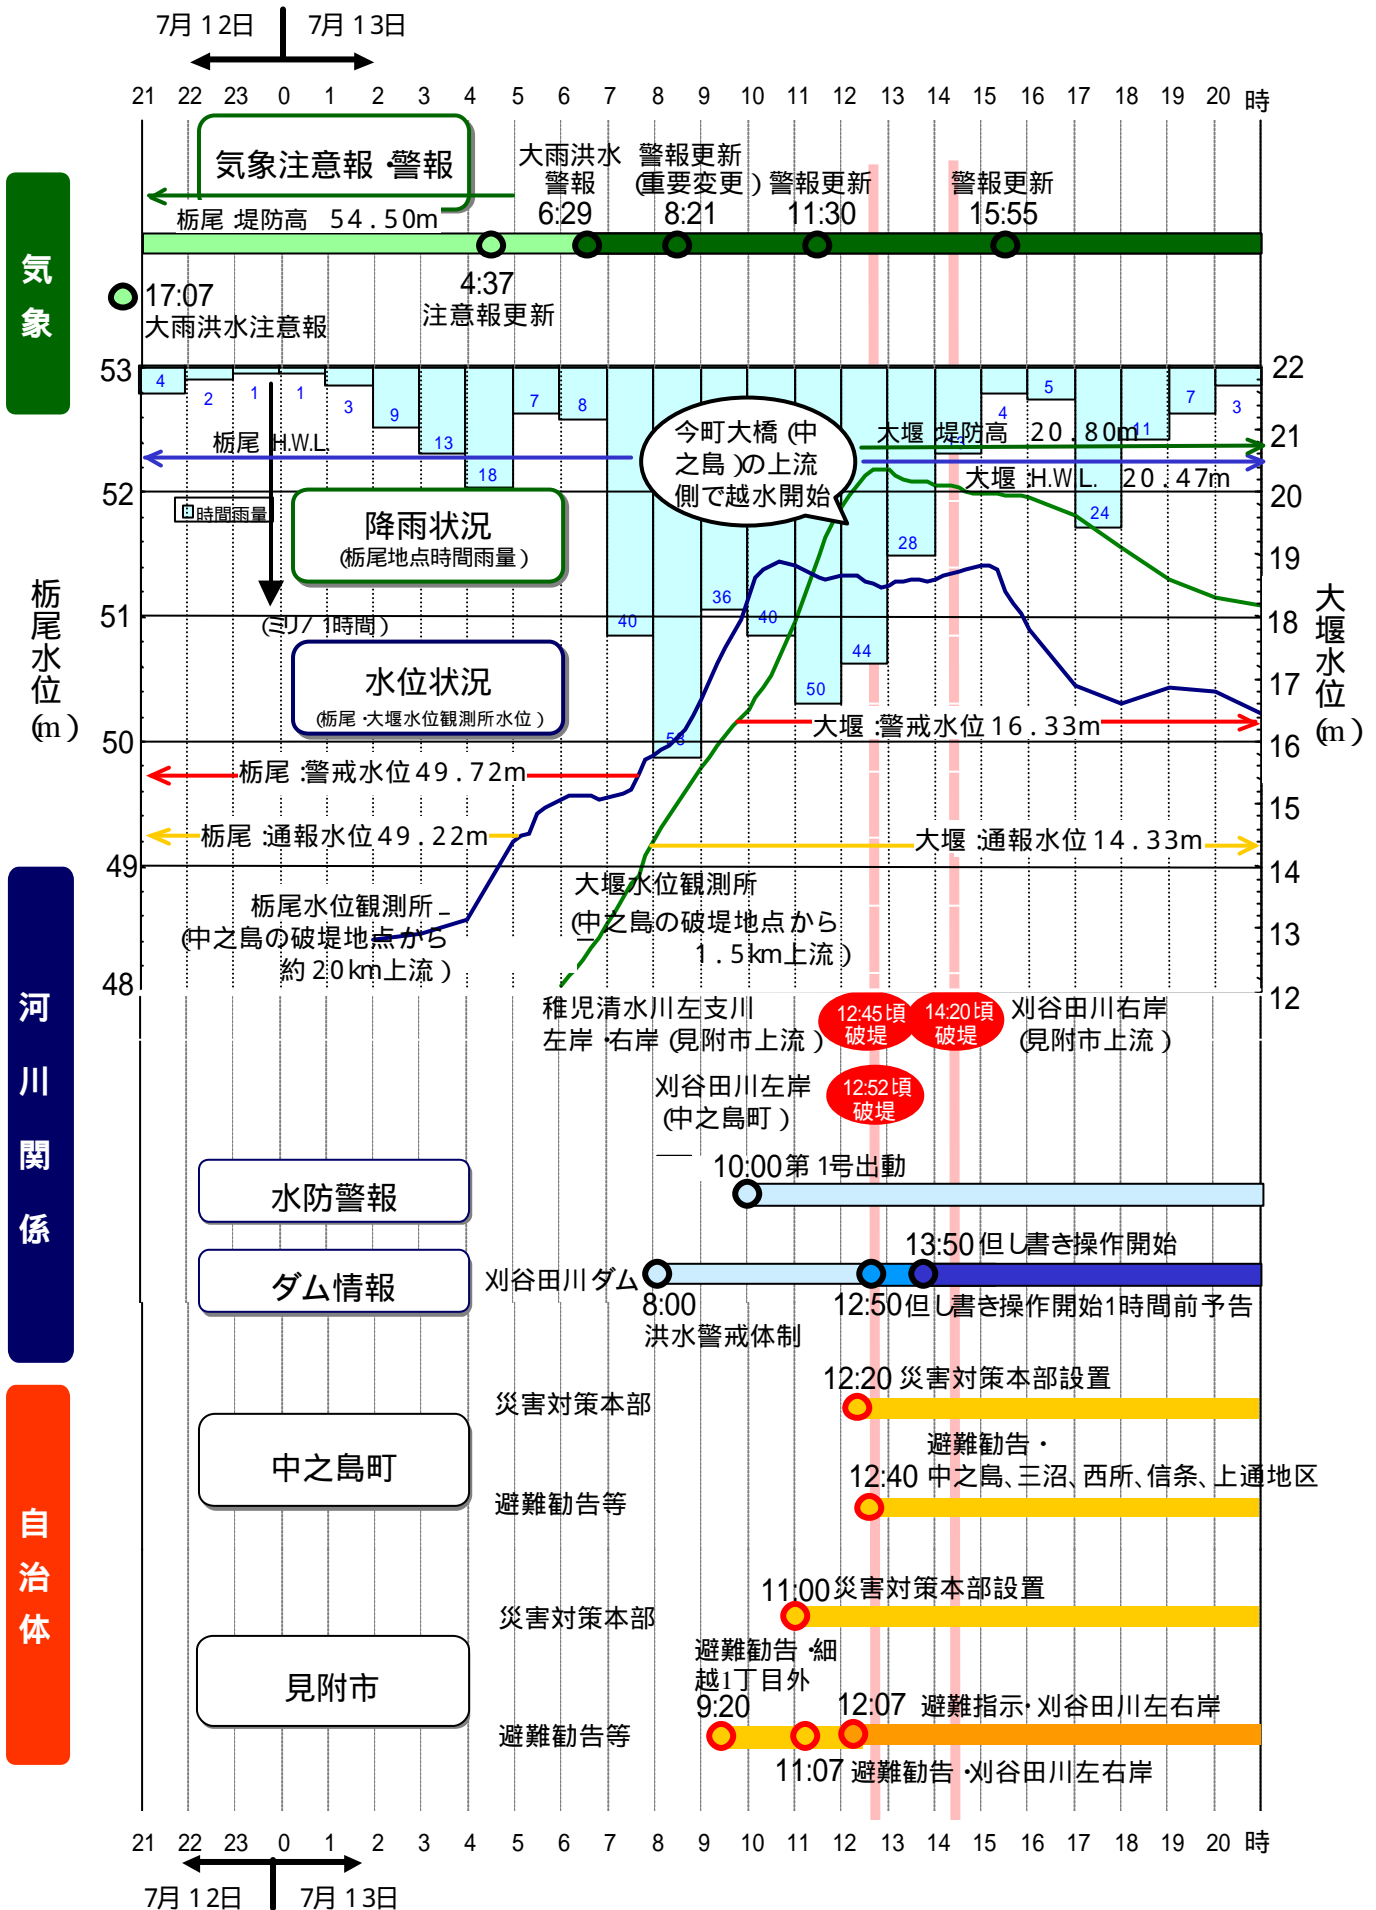 7月12日 7月13日
21 22 23 0 1 2 3 4 5 6 7 8 9 10 11 12 13 14 15 16 17 18 19 20 時
気象
気象注意報・警報
栃尾：堤防高 54.50m
大雨洪水
警報
6:29
警報更新
(重要変更)
8:21
警報更新
11:30
警報更新
15:55
17:07
大雨洪水注意報
4:37
注意報更新
53
52
51
50
49
48
22
21
20
19
18
17
16
15
14
13
12
栃尾水位(m)
大堰水位(m)
4 2 1 1 3 9 13 18 7 8 40 58 36 40 50 44 28 4 5 24 11 7 3
栃尾 H.W.L.
今町大橋(中
之島)の上流
側で越水開始
大堰 堤防高 20.80m
大堰：H.W.L. 20.47m
時間雨量
降雨状況
(栃尾地点時間雨量)
(ミリ/1時間)
水位状況
(栃尾・大堰水位観測所水位)
大堰：警戒水位16.33m
栃尾：警戒水位49.72m
栃尾：通報水位49.22m
大堰：通報水位14.33m
栃尾水位観測所
(中之島の破堤地点から
約20km上流)
大堰水位観測所
(中之島の破堤地点から
1.5km上流)
河川関係
稚児清水川左支川
左岸・右岸(見附市上流)
12:45頃
破堤
14:20頃
破堤
刈谷田川右岸
(見附市上流)
刈谷田川左岸
(中之島町)
12:52頃
破堤
水防警報
10:00第1号出動
ダム情報
刈谷田川ダム
13:50但し書き操作開始
8:00
洪水警戒体制
12:50但し書き操作開始1時間前予告
自治体
中之島町
災害対策本部
12:20災害対策本部設置
避難勧告等
避難勧告・
12:40 中之島、三沼、西所、信条、上通地区
見附市
災害対策本部
11:00災害対策本部設置
避難勧告等
避難勧告・細
越1丁目外
9:20
12:07 避難指示・刈谷田川左右岸
11:07避難勧告・刈谷田川左右岸
21 22 23 0 1 2 3 4 5 6 7 8 9 10 11 12 13 14 15 16 17 18 19 20 時
7月12日 7月13日